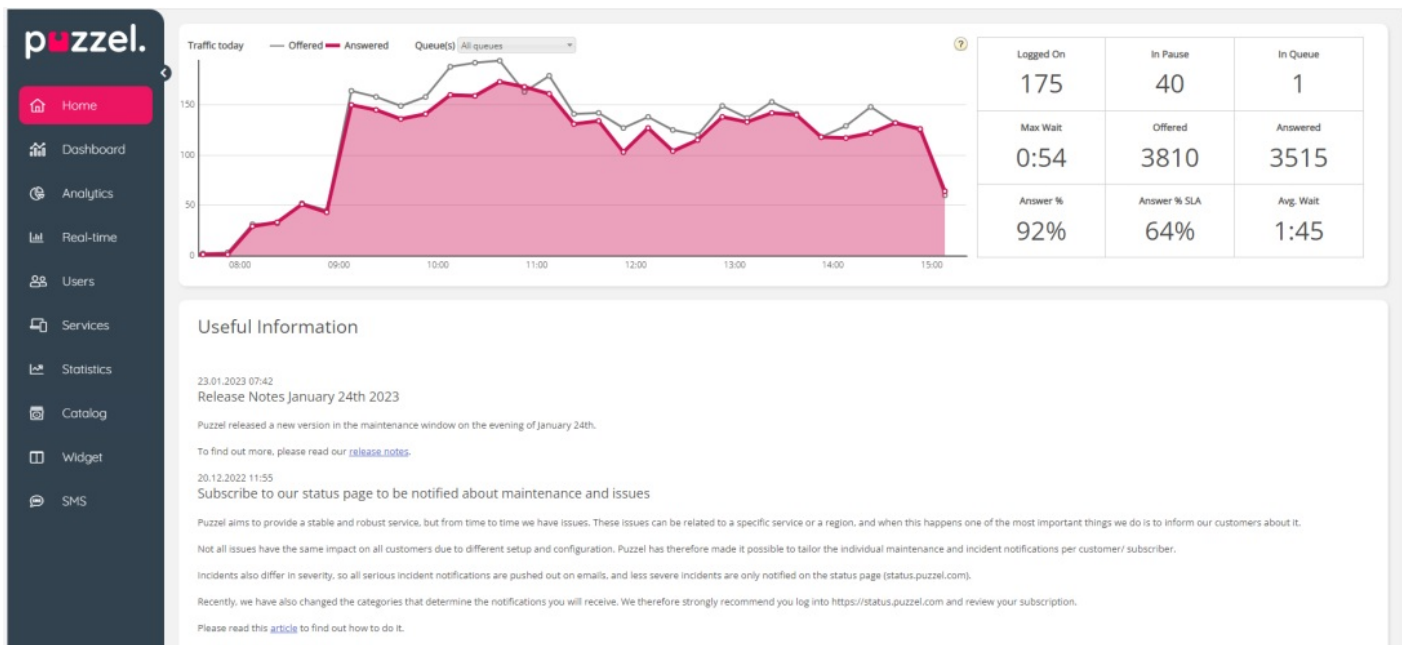 puzzel.
Home
Dashboard
Analytics
Real-time
Users
Services
Statistics
Catalog
Widget
SMS
Traffic today Offered Answered Queue(s) All queues ?
150
100
50
0
08:00 09:00 10:00 11:00 12:00 13:00 14:00 15:00
Logged On In Pause In Queue
175 40 1
Max Wait Offered Answered
0:54 3810 3515
Answer % Answer % SLA Avg. Wait
92% 64% 1:45
Useful Information
23.01.2023 07:42
Release Notes January 24th 2023
Puzzel released a new version in the maintenance window on the evening of January 24th.
To find out more, please read our release notes.
20.12.2022 11:55
Subscribe to our status page to be notified about maintenance and issues
Puzzel aims to provide a stable and robust service, but from time to time we have issues. These issues can be related to a specific service or a region, and when this happens one of the most important things we do is to inform our customers about it.
Not all issues have the same impact on all customers due to different setup and configuration. Puzzel has therefore made it possible to tailor the individual maintenance and incident notifications per customer/ subscriber.
Incidents also differ in severity, so all serious incident notifications are pushed out on emails, and less severe incidents are only notified on the status page (status.puzzel.com).
Recently, we have also changed the categories that determine the notifications you will receive. We therefore strongly recommend you log into https://status.puzzel.com and review your subscription.
Please read this article to find out how to do it.